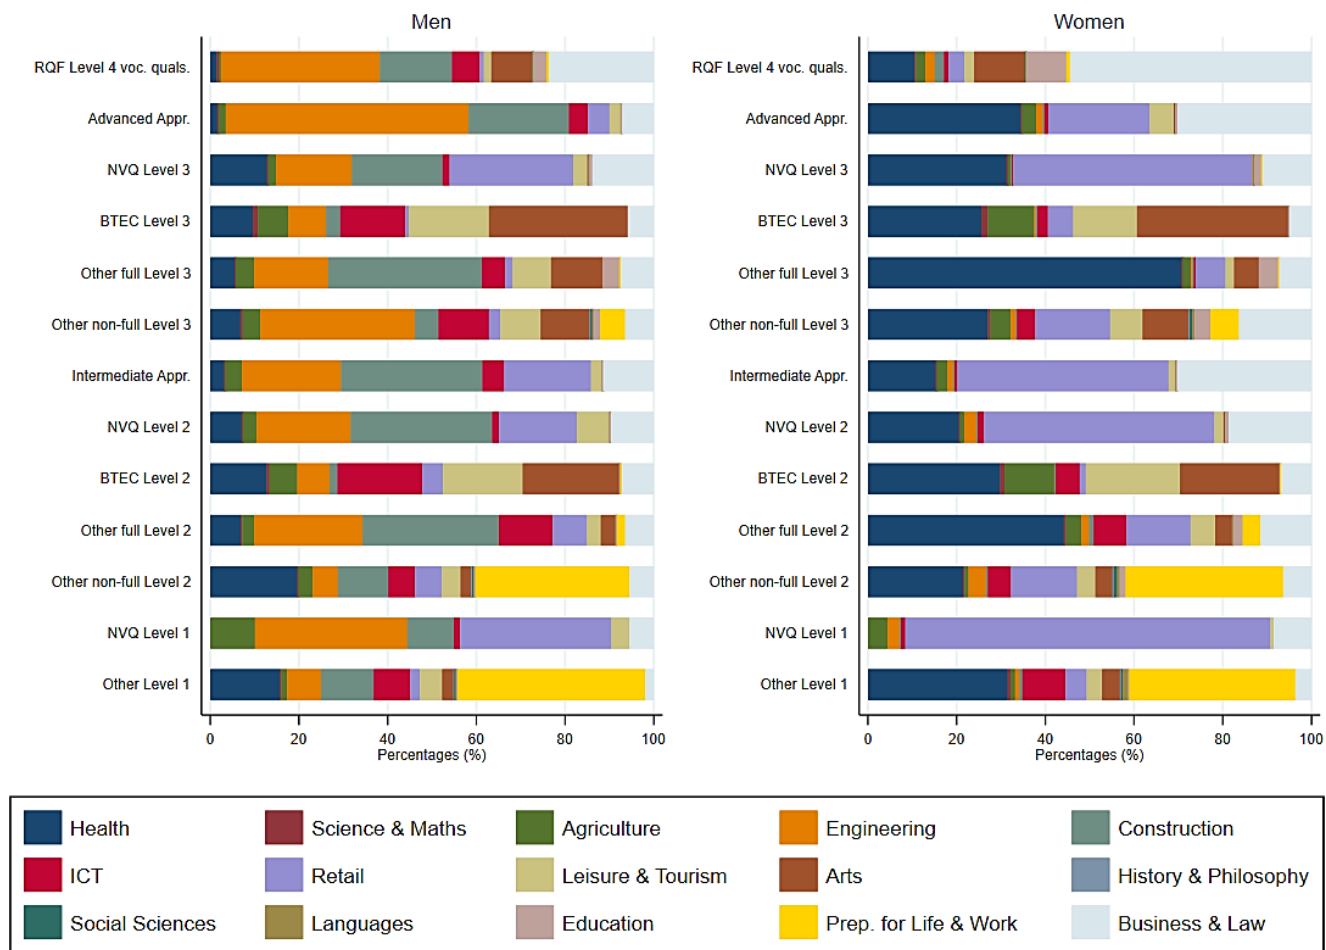 Men
Women
RQF Level 4 voc. quals.
Advanced Appr.
NVQ Level 3
BTEC Level 3
Other full Level 3
Other non-full Level 3
Intermediate Appr.
NVQ Level 2
BTEC Level 2
Other full Level 2
Other non-full Level 2
NVQ Level 1
Other Level 1
0 20 40 60 80 100
Percentages (%)
RQF Level 4 voc. quals.
Advanced Appr.
NVQ Level 3
BTEC Level 3
Other full Level 3
Other non-full Level 3
Intermediate Appr.
NVQ Level 2
BTEC Level 2
Other full Level 2
Other non-full Level 2
NVQ Level 1
Other Level 1
0 20 40 60 80 100
Percentages (%)
Health Science & Maths Agriculture Engineering Construction
ICT Retail Leisure & Tourism Arts History & Philosophy
Social Sciences Languages Education Prep. for Life & Work Business & Law